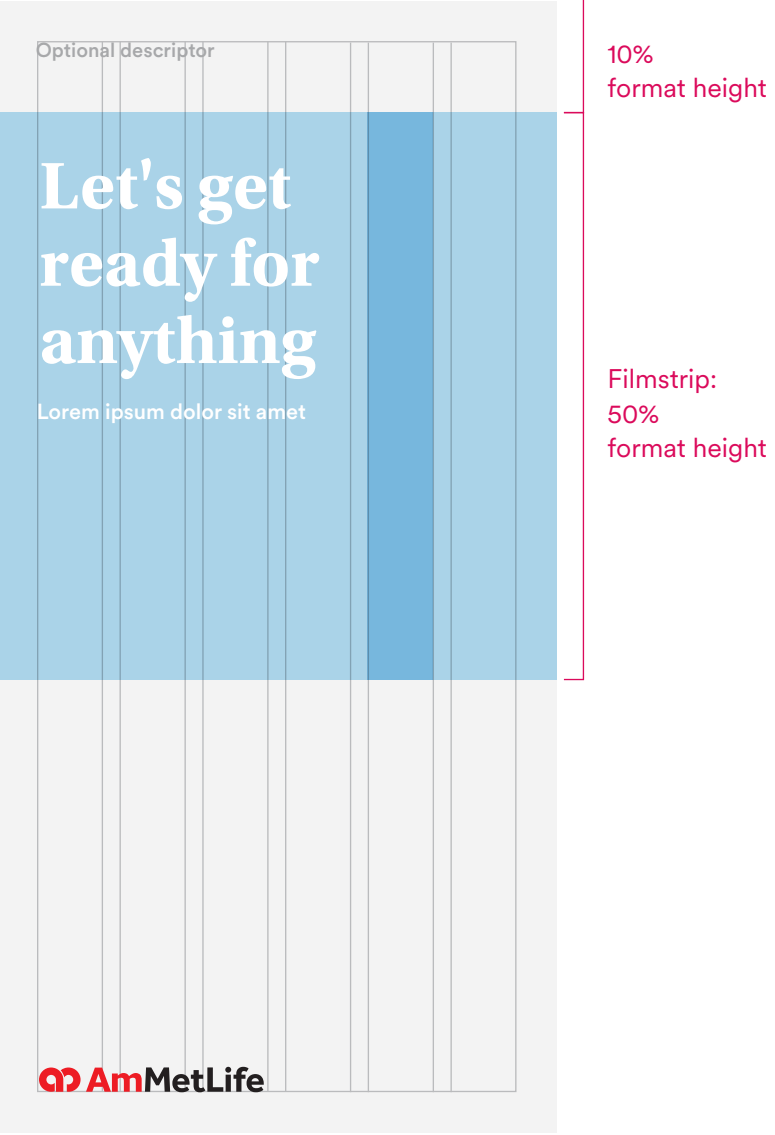 Optional descriptor
10%
format height
Let's get
ready for
anything
Lorem ipsum dolor sit amet
Filmstrip:
50%
format height
AmMetLife